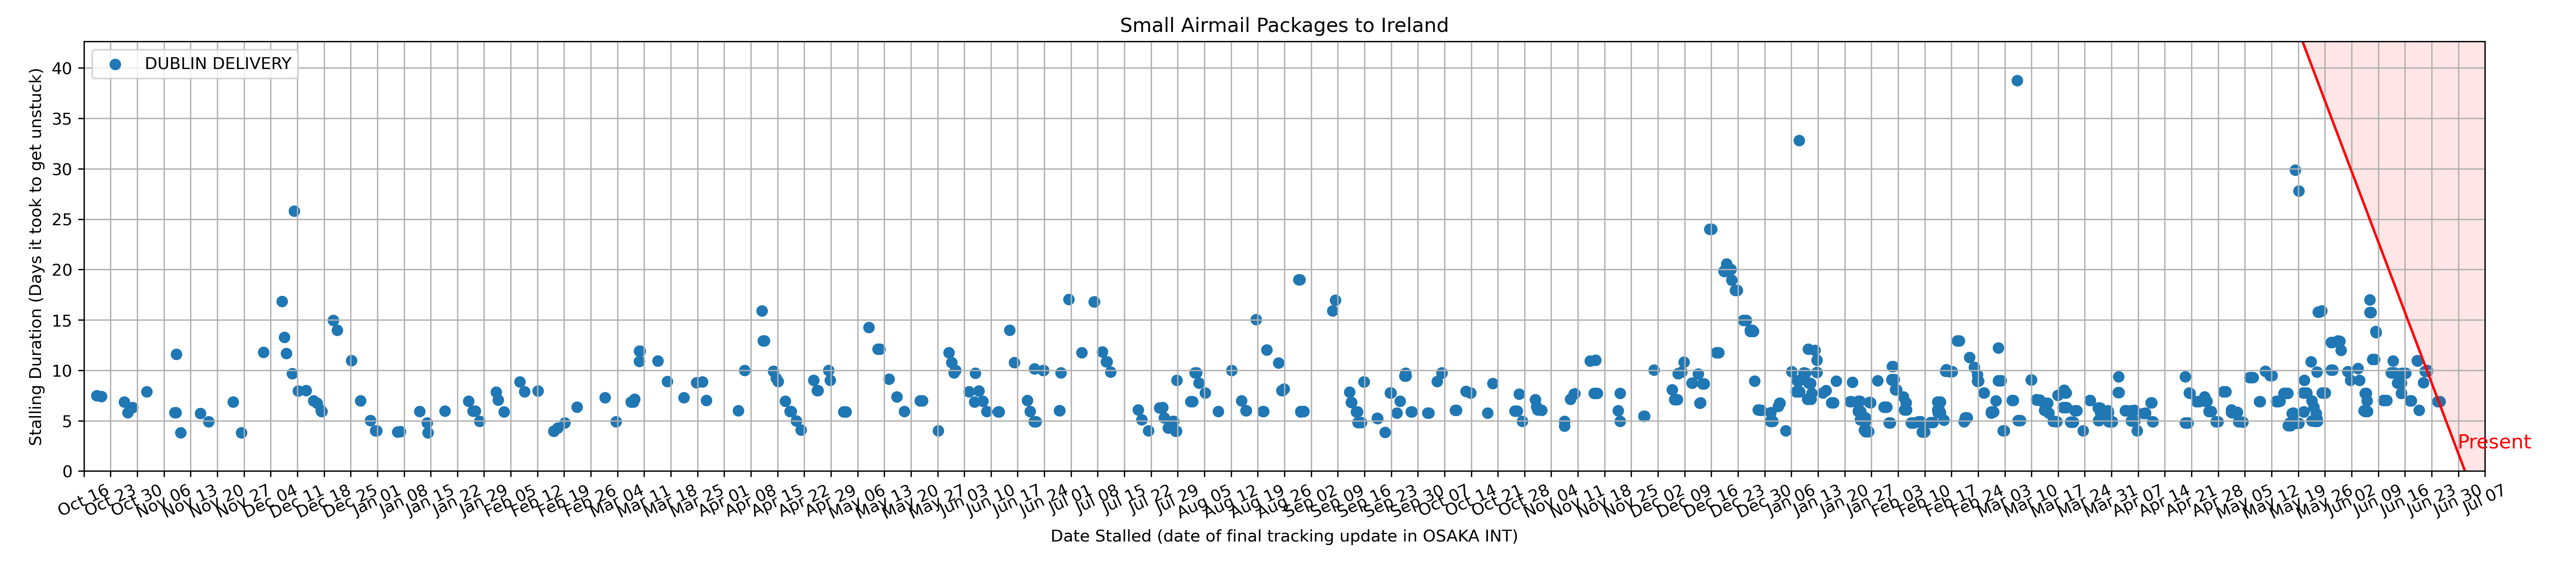 Small Airmail Packages to Ireland
DUBLIN DELIVERY
Stalling Duration (Days it took to get unstuck)
40
35
30
25
20
15
10
5
0
Present
Oct 16
Oct 23
Oct 30
Nov 06
Nov 13
Nov 20
Nov 27
Dec 04
Dec 11
Dec 18
Dec 25
Jan 01
Jan 08
Jan 15
Jan 22
Jan 29
Feb 05
Feb 12
Feb 19
Feb 26
Mar 04
Mar 11
Mar 18
Mar 25
Apr 01
Apr 08
Apr 15
Apr 22
Apr 29
May 06
May 13
May 20
May 27
Jun 03
Jun 10
Jun 17
Jun 24
Jul 01
Jul 08
Jul 15
Jul 22
Jul 29
Aug 05
Aug 12
Aug 19
Aug 26
Sep 02
Sep 09
Sep 16
Sep 23
Sep 30
Oct 07
Oct 14
Oct 21
Oct 28
Nov 04
Nov 11
Nov 18
Nov 25
Dec 02
Dec 09
Dec 16
Dec 23
Dec 30
Jan 06
Jan 13
Jan 20
Jan 27
Feb 03
Feb 10
Feb 17
Feb 24
Mar 03
Mar 10
Mar 17
Mar 24
Mar 31
Apr 07
Apr 14
Apr 21
Apr 28
May 05
May 12
May 19
May 26
Jun 02
Jun 09
Jun 16
Jun 23
Jun 30
Jul 07
Date Stalled (date of final tracking update in OSAKA INT)